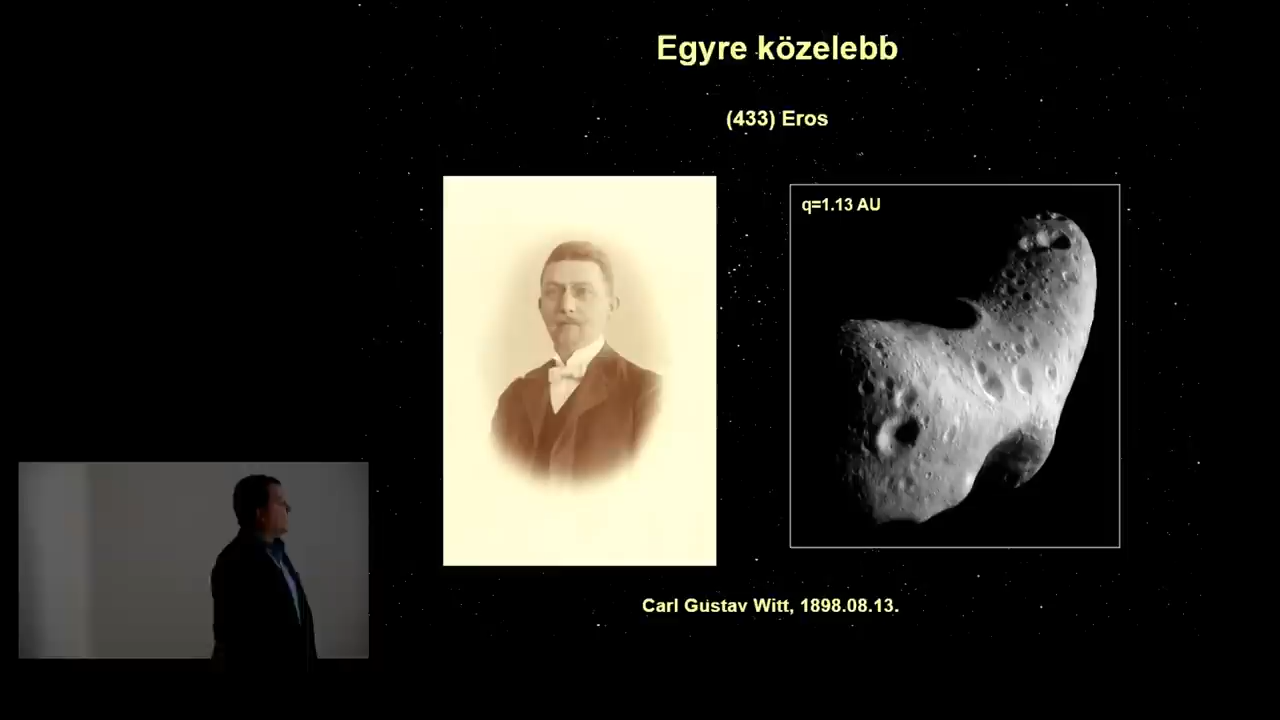 Egyre közelebb
(433) Eros
q=1.13 AU
Carl Gustav Witt, 1898.08.13.